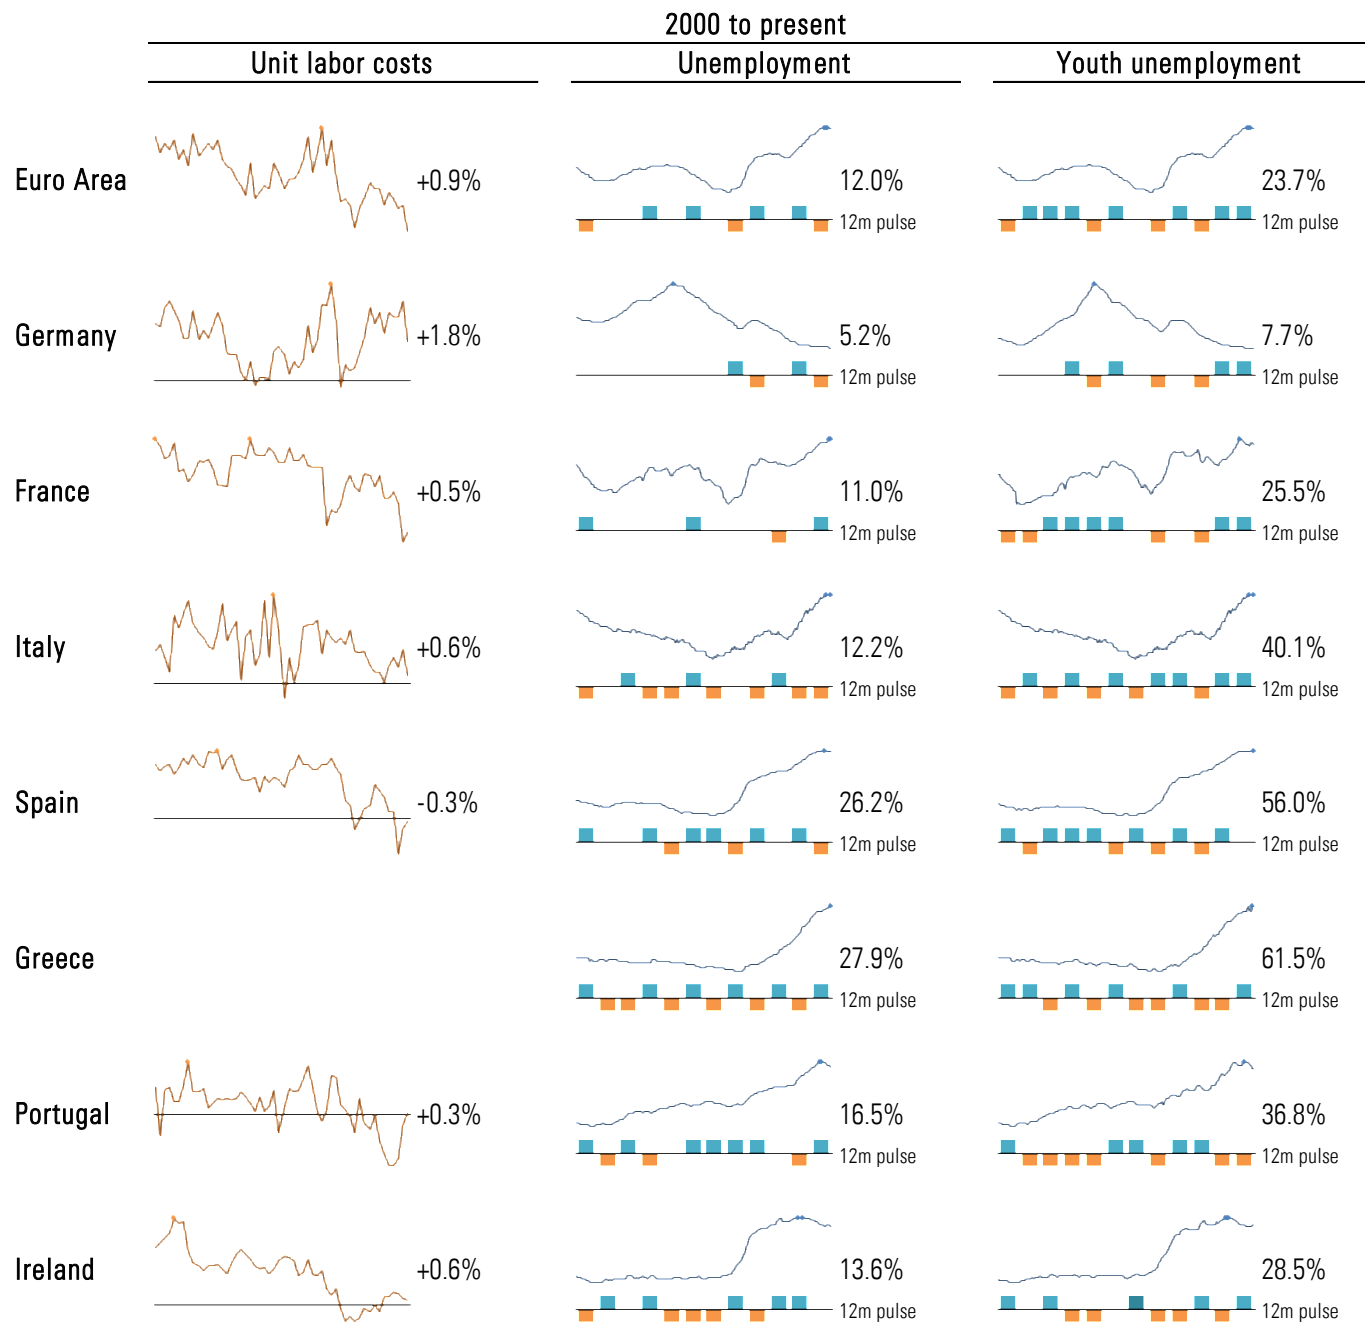 2000 to present
Unit labor costs Unemployment Youth unemployment
Euro Area +0.9% 12.0% 23.7%
12m pulse 12m pulse
Germany +1.8% 5.2% 7.7%
12m pulse 12m pulse
France +0.5% 11.0% 25.5%
12m pulse 12m pulse
Italy +0.6% 12.2% 40.1%
12m pulse 12m pulse
Spain -0.3% 26.2% 56.0%
12m pulse 12m pulse
Greece 27.9% 61.5%
12m pulse 12m pulse
Portugal +0.3% 16.5% 36.8%
12m pulse 12m pulse
Ireland +0.6% 13.6% 28.5%
12m pulse 12m pulse